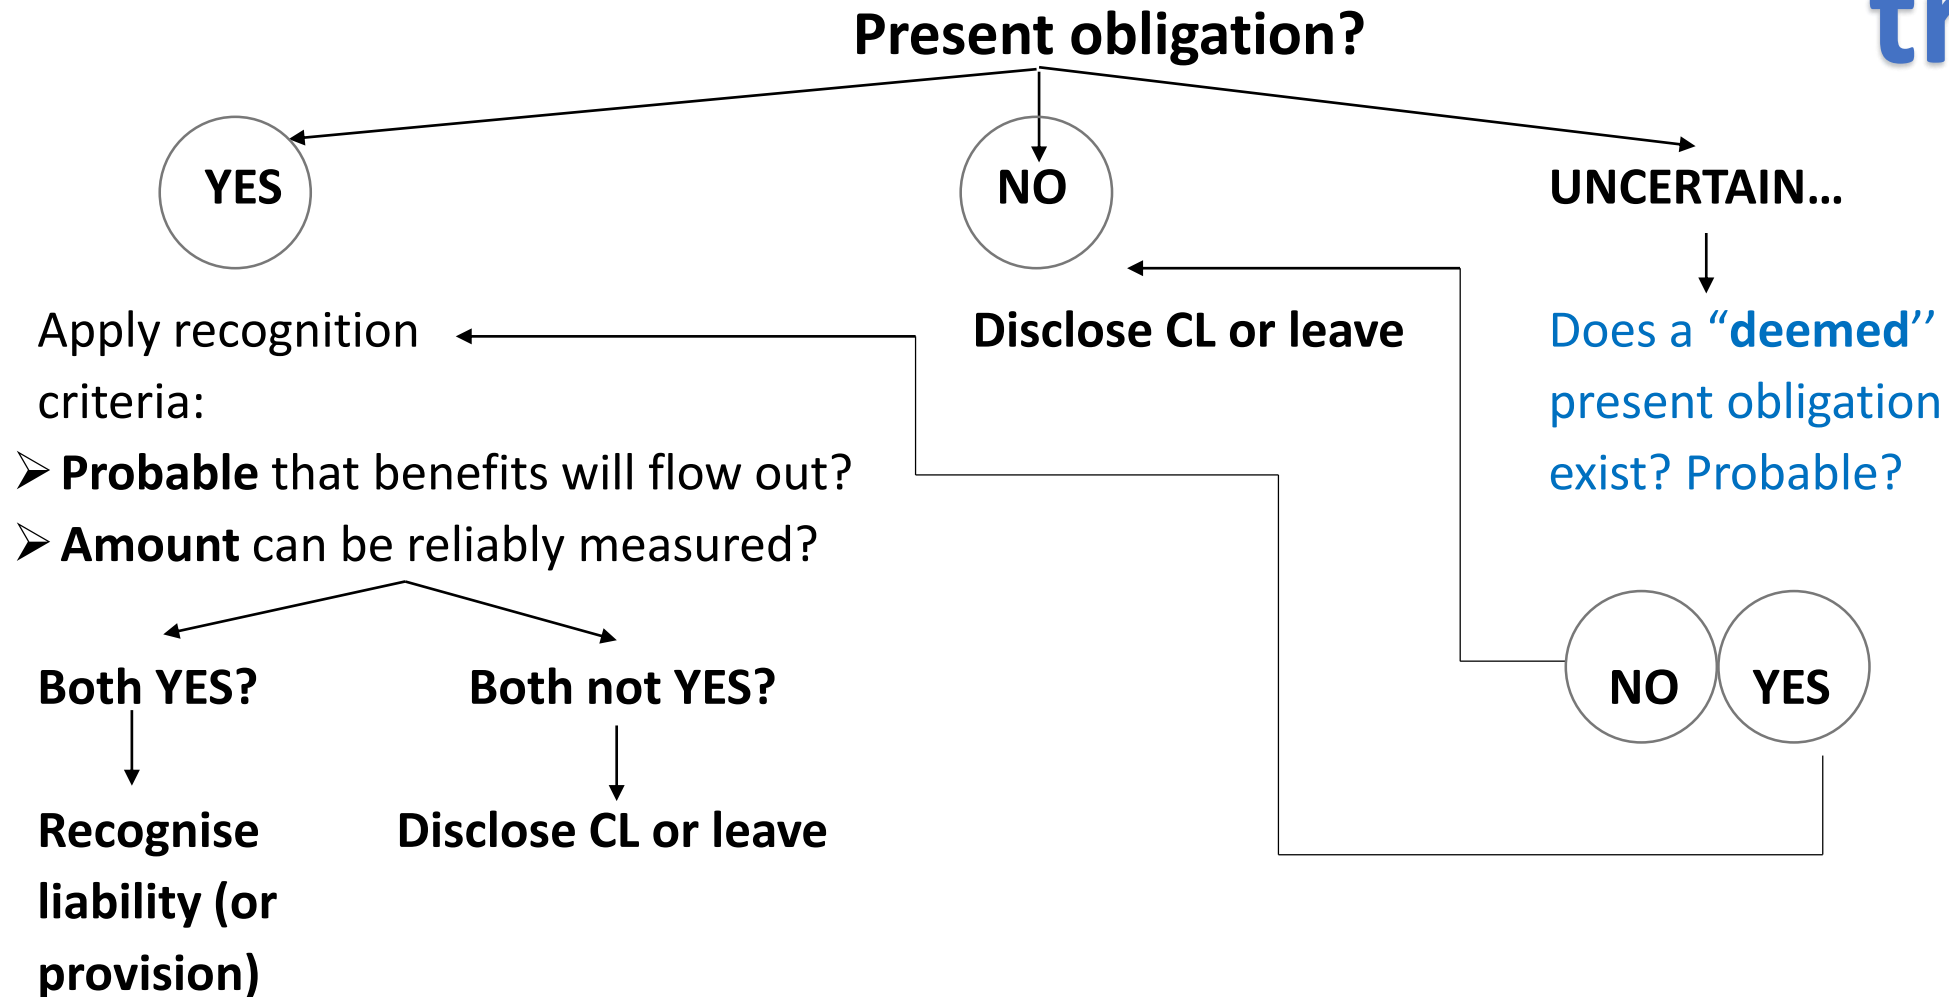 Present obligation?
YES
NO
UNCERTAIN...
Apply recognition
criteria:
➢ Probable that benefits will flow out?
➢ Amount can be reliably measured?
Disclose CL or leave
Does a “deemed’’
present obligation
exist? Probable?
Both YES?
Both not YES?
NO
YES
Recognise
liability (or
provision)
Disclose CL or leave